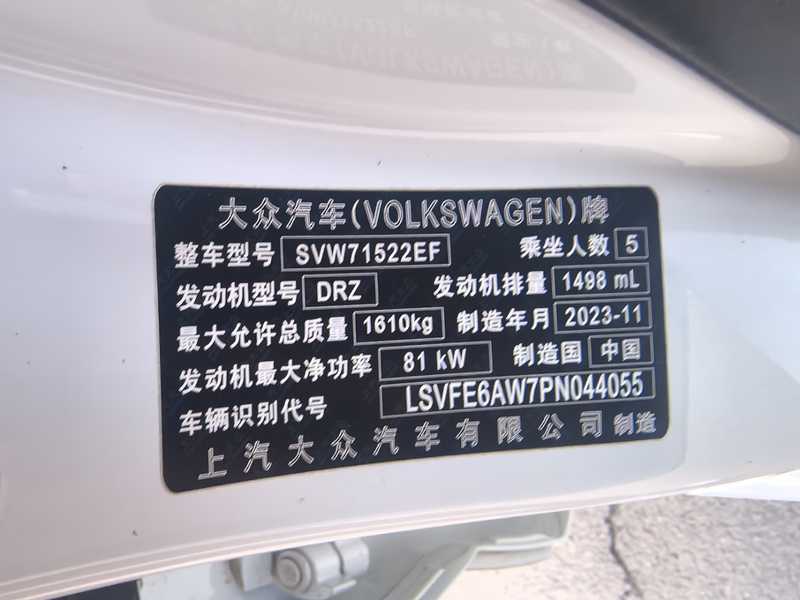 大众汽车(VOLKSWAGEN)牌
整车型号 SVW71522EF 乘坐人数 5
发动机型号 DRZ 发动机排量 1498 mL
最大允许总质量 1610kg 制造年月 2023-11
发动机最大净功率 81 kW 制造国 中国
车辆识别代号 LSVFE6AW7PN044055
上汽大众汽车有限公司 制造